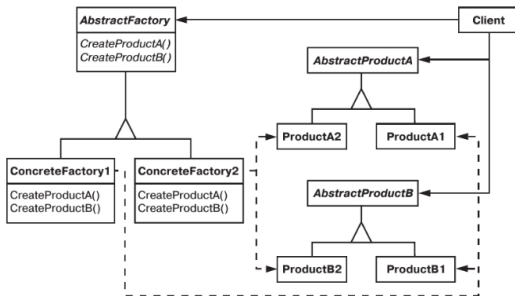 AbstractFactory
CreateProductA()
CreateProductB()
Client
AbstractProductA
ProductA2
ProductA1
ConcreteFactory1
CreateProductA()
CreateProductB()
ConcreteFactory2
CreateProductA()
CreateProductB()
AbstractProductB
ProductB2
ProductB1